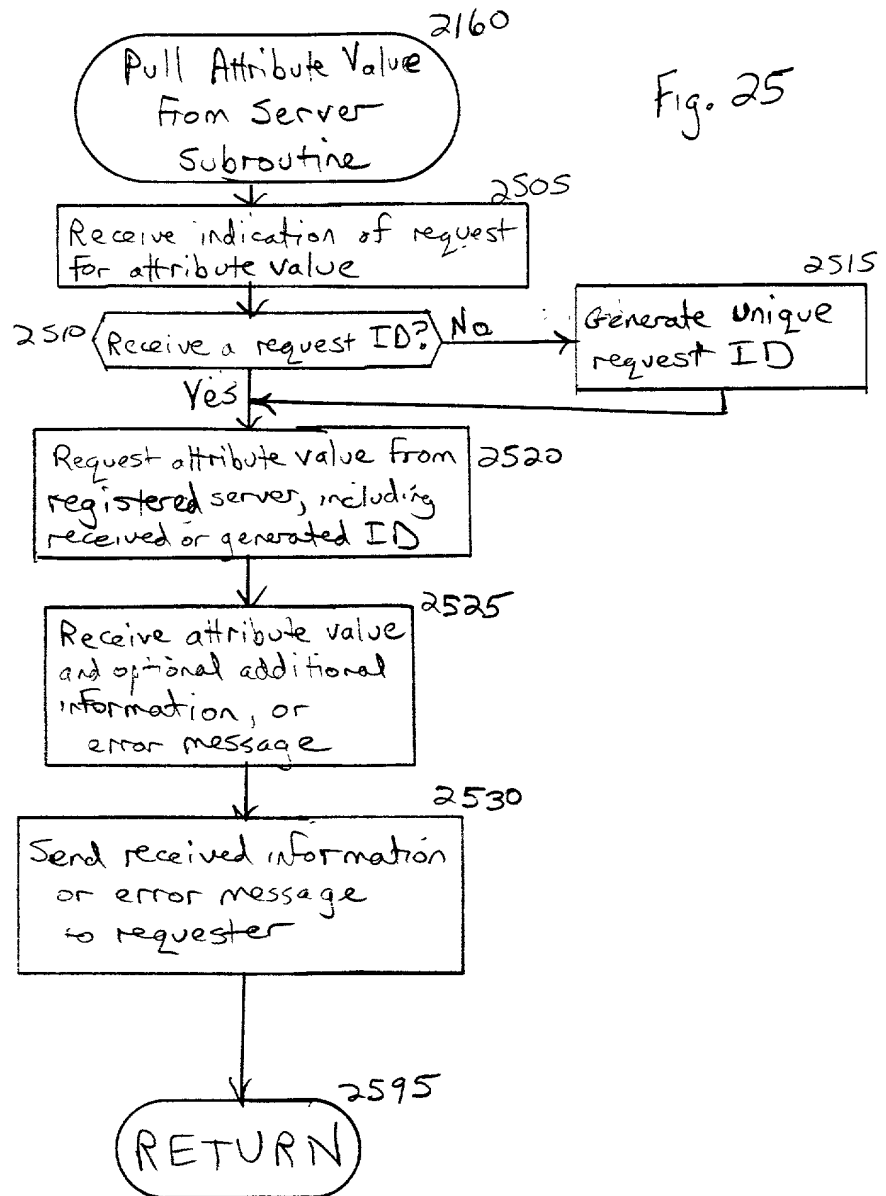 2160
Pull Attribute Value
From Server
Subroutine
Fig. 25
2505
Receive indication of request
for attribute value
2510
Receive a request ID?
No
2515
Generate unique
request ID
Yes
2520
Request attribute value from
registered server, including
received or generated ID
2525
Receive attribute value
and optional additional
information, or
error message
2530
Send received information
or error message
to requester
2595
RETURN